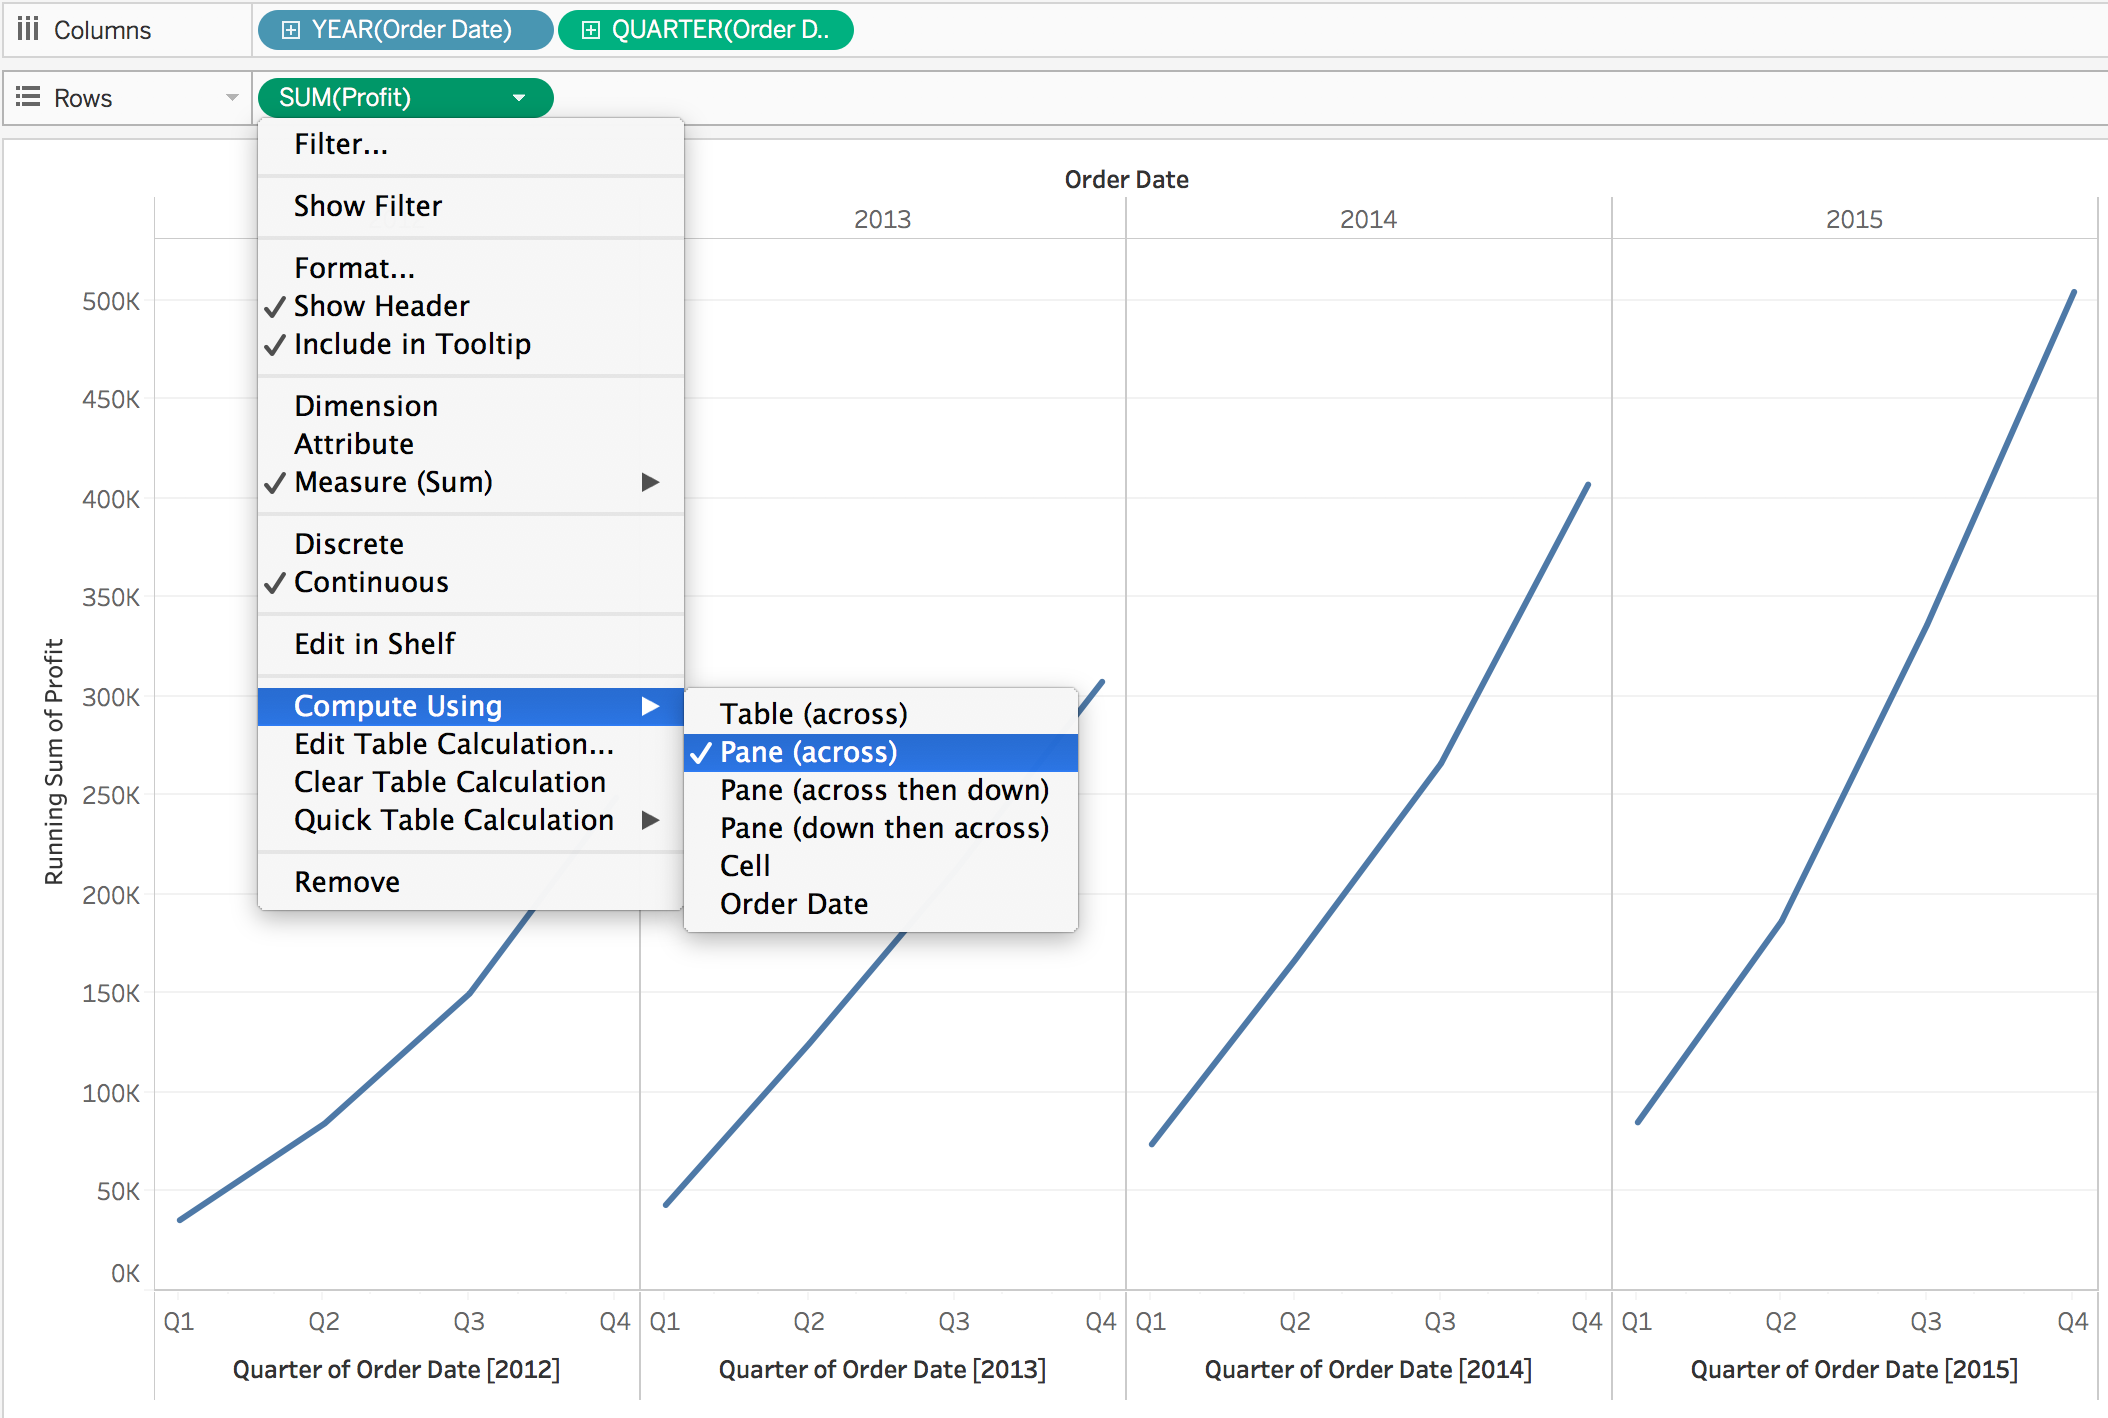 Columns
YEAR(Order Date)
QUARTER(Order D..
Rows
SUM(Profit)
Filter...
Show Filter
Format...
Show Header
Include in Tooltip
Dimension
Attribute
Measure (Sum)
Discrete
Continuous
Edit in Shelf
Compute Using
Edit Table Calculation...
Clear Table Calculation
Quick Table Calculation
Remove
Table (across)
Pane (across)
Pane (across then down)
Pane (down then across)
Cell
Order Date
Order Date
2013
2014
2015
Running Sum of Profit
500K
450K
400K
350K
300K
250K
200K
150K
100K
50K
0K
Q1 Q2 Q3 Q4 Q1 Q2 Q3 Q4 Q1 Q2 Q3 Q4 Q1 Q2 Q3 Q4
Quarter of Order Date [2012]
Quarter of Order Date [2013]
Quarter of Order Date [2014]
Quarter of Order Date [2015]